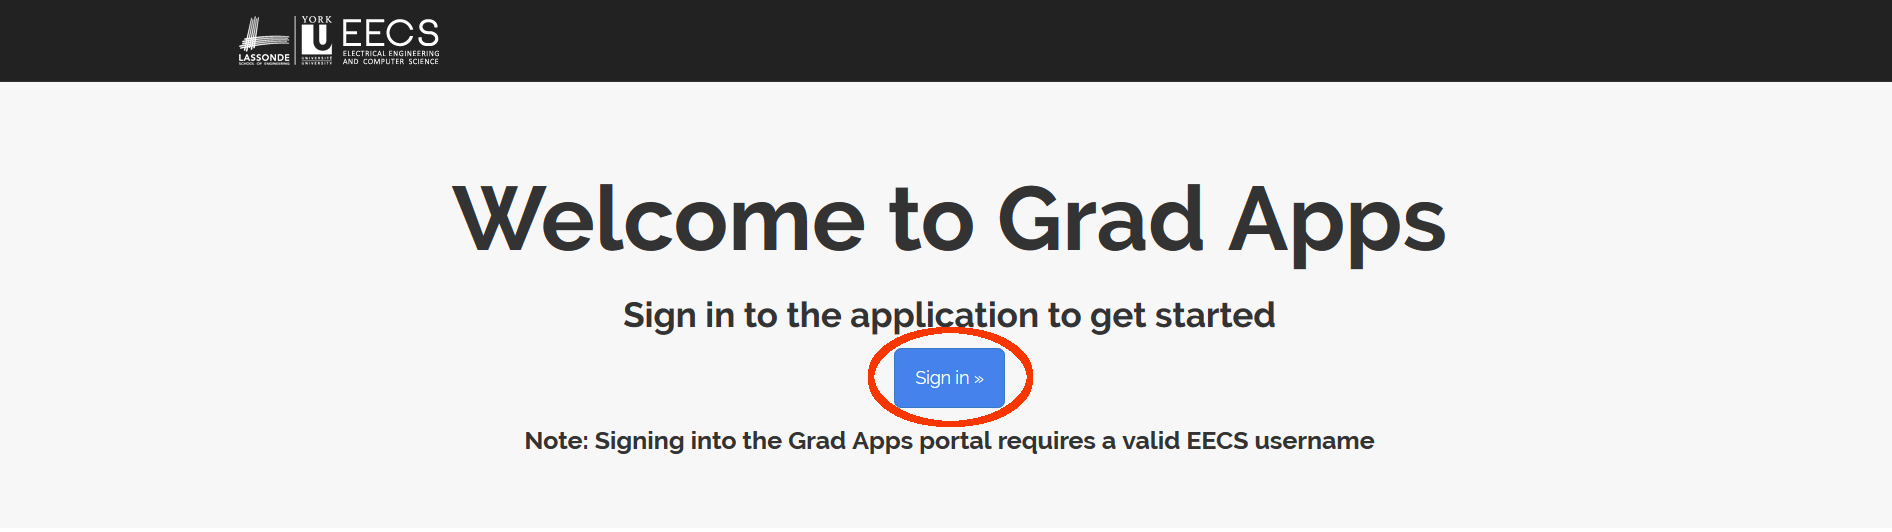 YORK
U
UNIVERSITÉ
UNIVERSITY
LASSONDE
SCHOOL OF ENGINEERING
EECS
ELECTRICAL ENGINEERING
AND COMPUTER SCIENCE
Welcome to Grad Apps
Sign in to the application to get started
Sign in »
Note: Signing into the Grad Apps portal requires a valid EECS username